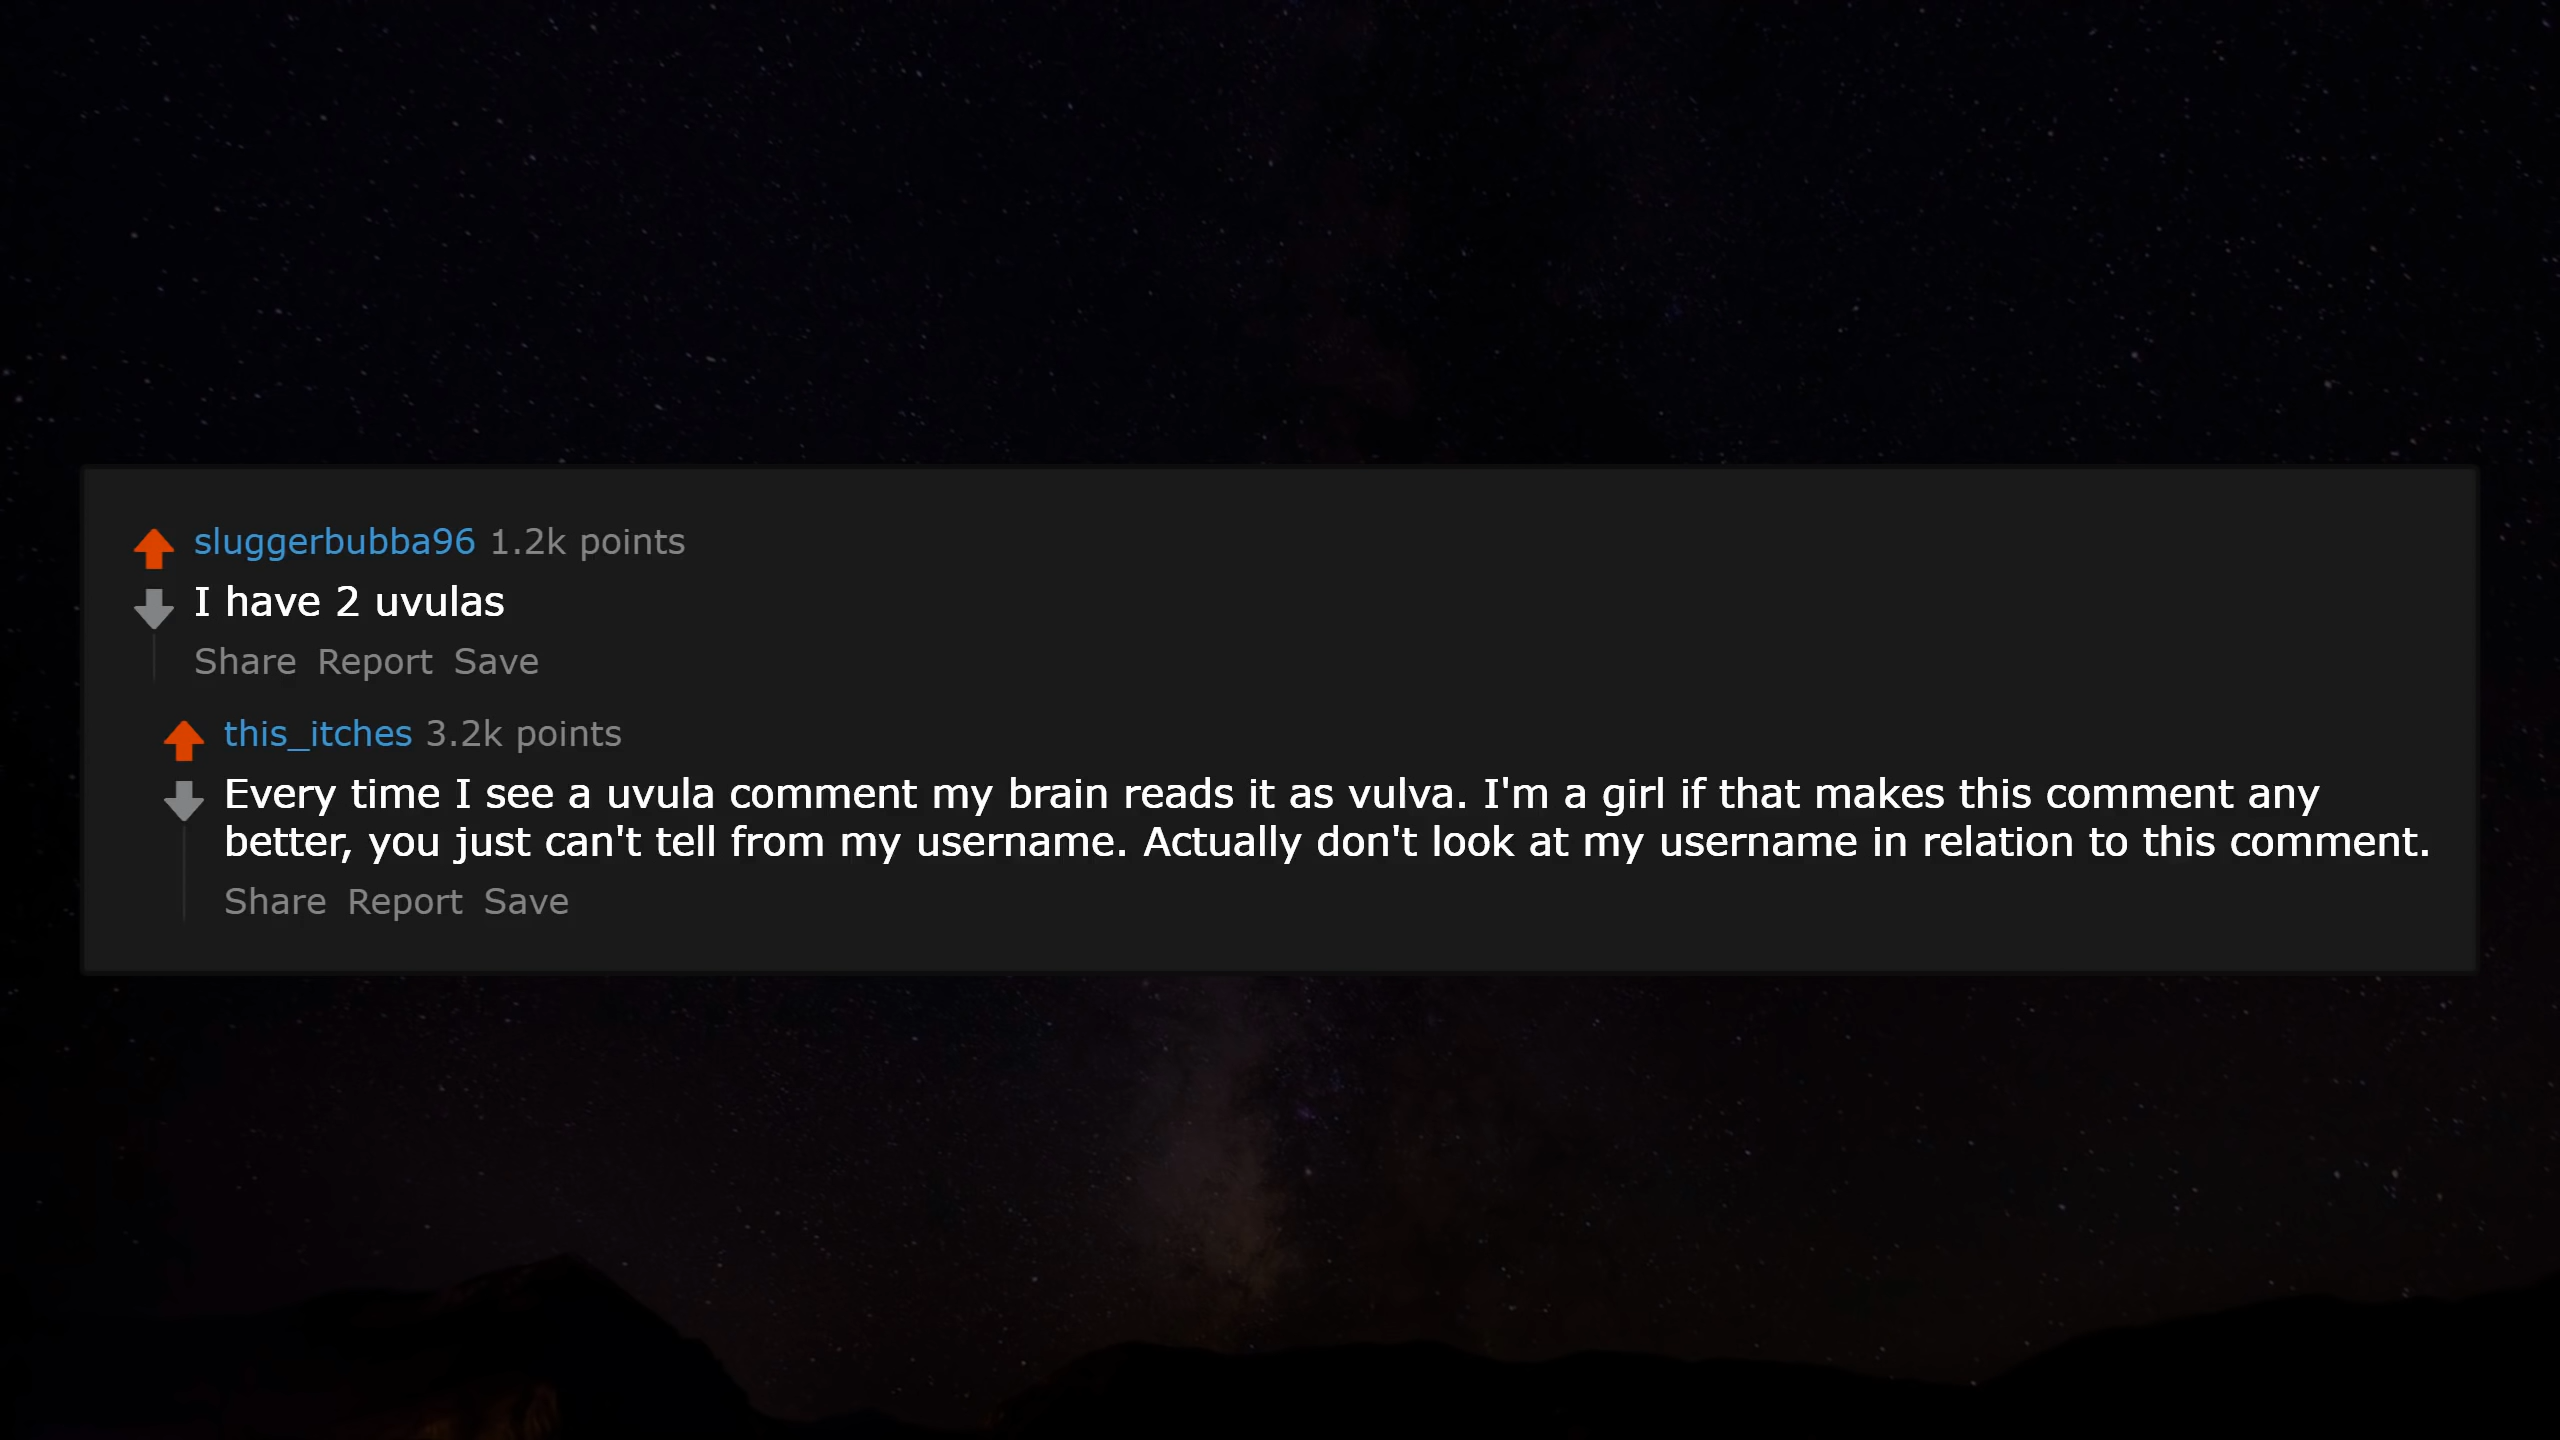 sluggerbubba96 1.2k points
I have 2 uvulas
Share Report Save
this_itches 3.2k points
Every time I see a uvula comment my brain reads it as vulva. I'm a girl if that makes this comment any
better, you just can't tell from my username. Actually don't look at my username in relation to this comment.
Share Report Save